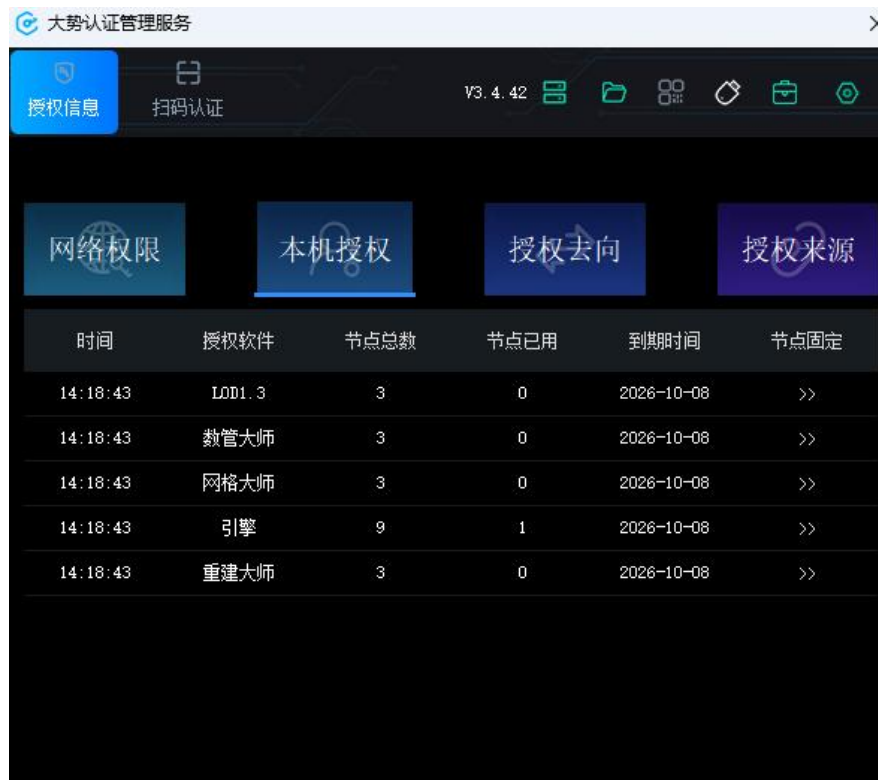 大势认证管理服务
授权信息 扫码认证 V3.4.42
网络权限 本机授权 授权去向 授权来源
时间 授权软件 节点总数 节点已用 到期时间 节点固定
14:18:43 LOD1.3 3 0 2026-10-08 >>
14:18:43 数管大师 3 0 2026-10-08 >>
14:18:43 网格大师 3 0 2026-10-08 >>
14:18:43 引擎 9 1 2026-10-08 >>
14:18:43 重建大师 3 0 2026-10-08 >>